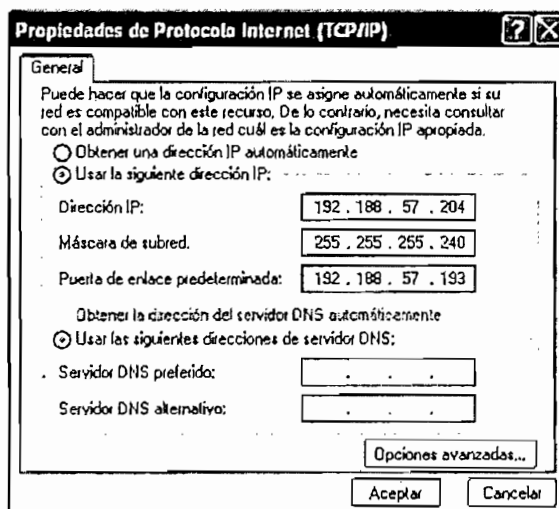 Propiedades de Protocolo Internet (TCP/IP)
General
Puede hacer que la configuración IP se asigne automáticamente si su
red es compatible con este recurso. De lo contrario, necesita consultar
con el administrador de la red cuál es la configuración IP apropiada.
Obtener una dirección IP automáticamente
Usar la siguiente dirección IP:
Dirección IP: 192 . 188 . 57 . 204
Máscara de subred. 255 . 255 . 255 . 240
Puerta de enlace predeterminada: 192 . 188 . 57 . 193
Obtener la dirección del servidor DNS automáticamente
Usar las siguientes direcciones de servidor DNS:
Servidor DNS preferido: . . .
Servidor DNS alternativo: . . .
Opciones avanzadas...
Aceptar Cancelar